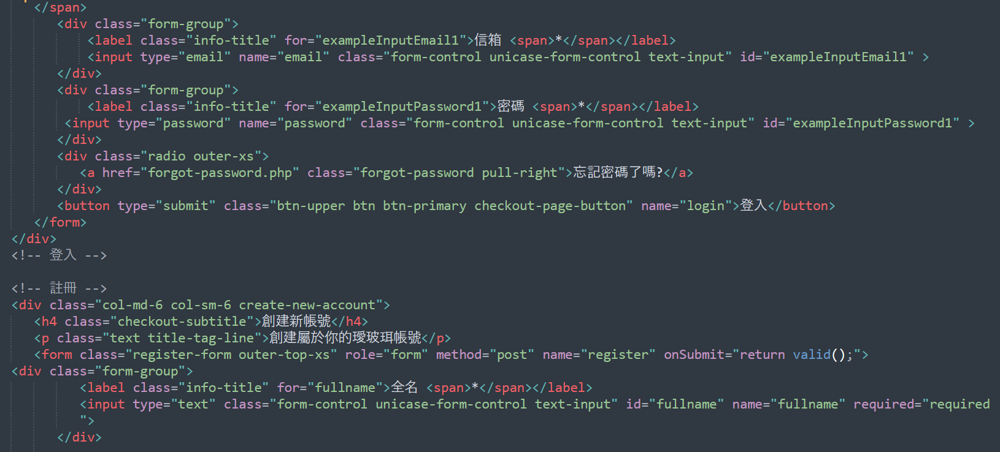 </span>
<div class="form-group">
<label class="info-title" for="exampleInputEmail1">信箱 <span>*</span></label>
<input type="email" name="email" class="form-control unicase-form-control text-input" id="exampleInputEmail1" >
</div>
<div class="form-group">
<label class="info-title" for="exampleInputPassword1">密碼 <span>*</span></label>
<input type="password" name="password" class="form-control unicase-form-control text-input" id="exampleInputPassword1" >
</div>
<div class="radio outer-xs">
<a href="forgot-password.php" class="forgot-password pull-right">忘記密碼了嗎?</a>
</div>
<button type="submit" class="btn-upper btn btn-primary checkout-page-button" name="login">登入</button>
</form>
</div>
<!-- 登入 -->
<!-- 註冊 -->
<div class="col-md-6 col-sm-6 create-new-account">
<h4 class="checkout-subtitle">創建新帳號</h4>
<p class="text title-tag-line">創建屬於你的璦玻珥帳號</p>
<form class="register-form outer-top-xs" role="form" method="post" name="register" onSubmit="return valid();">
<div class="form-group">
<label class="info-title" for="fullname">全名 <span>*</span></label>
<input type="text" class="form-control unicase-form-control text-input" id="fullname" name="fullname" required="required
">
</div>